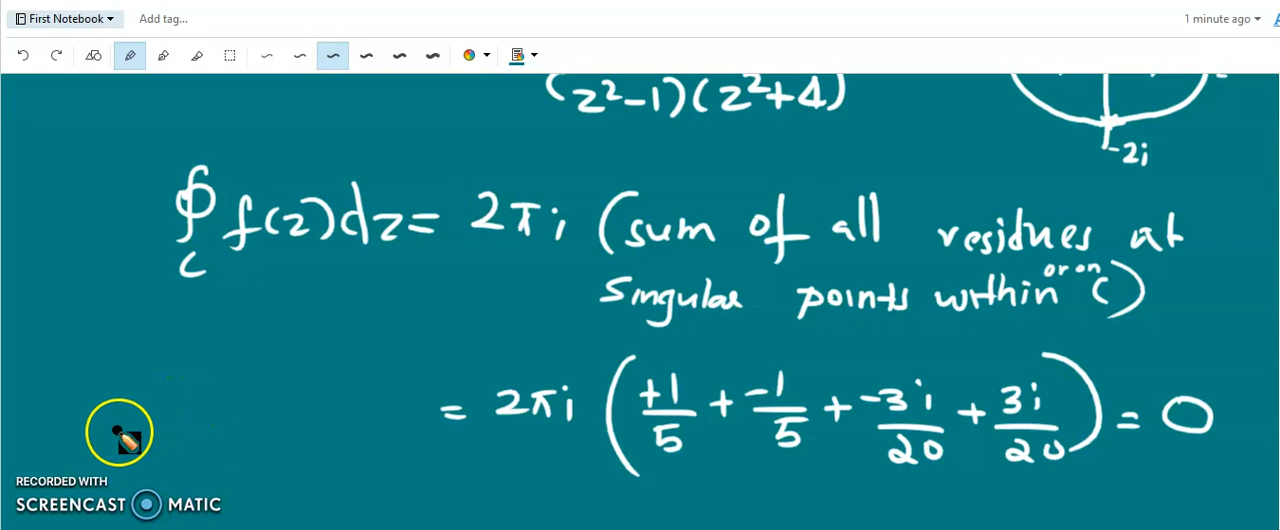 First Notebook Add tag... 1 minute ago
(z²-1)(z²+4)
-2i
∮ f(z)dz = 2πi (sum of all residues at
C
or on
singular points within C)
= 2πi (+1/5 + -1/5 + -3i/20 + 3i/20) = 0
RECORDED WITH
SCREENCAST MATIC